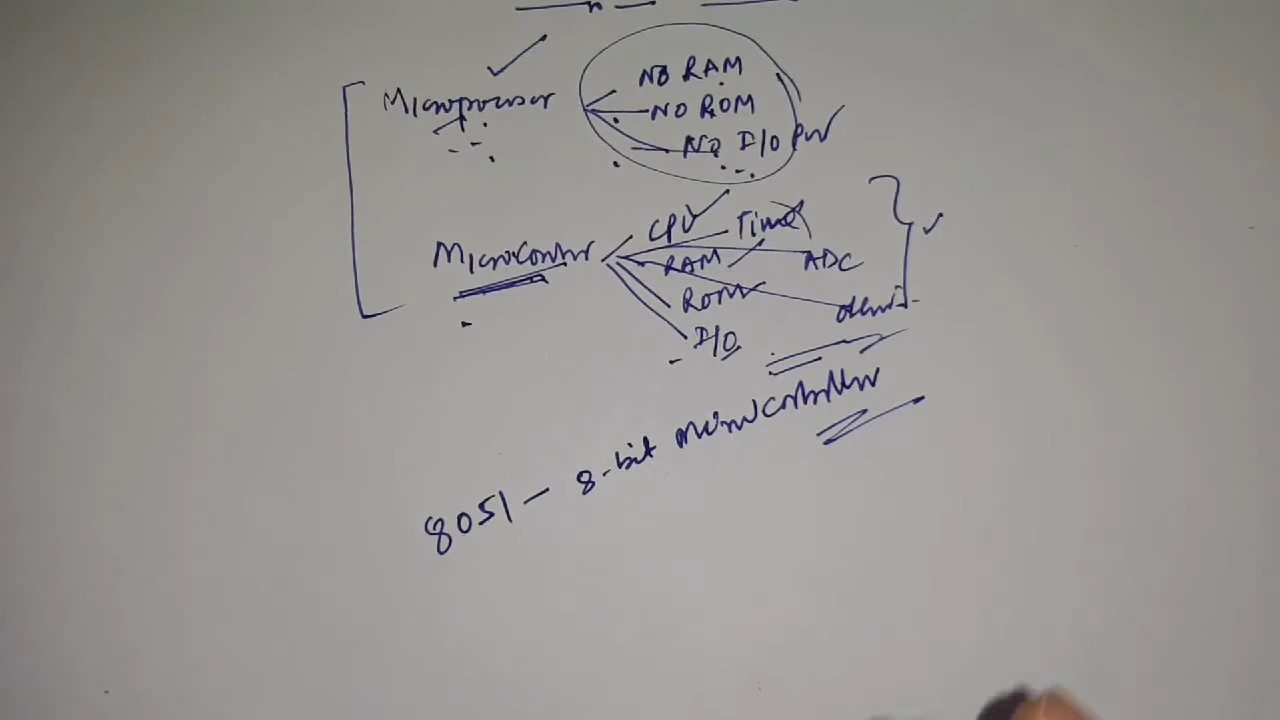 NO RAM
Microprocessor
NO ROM
NO I/O Port
CPU Timer
Microcontroller
RAM ADC
ROM
I/O
8051 - 8-bit Microcontroller